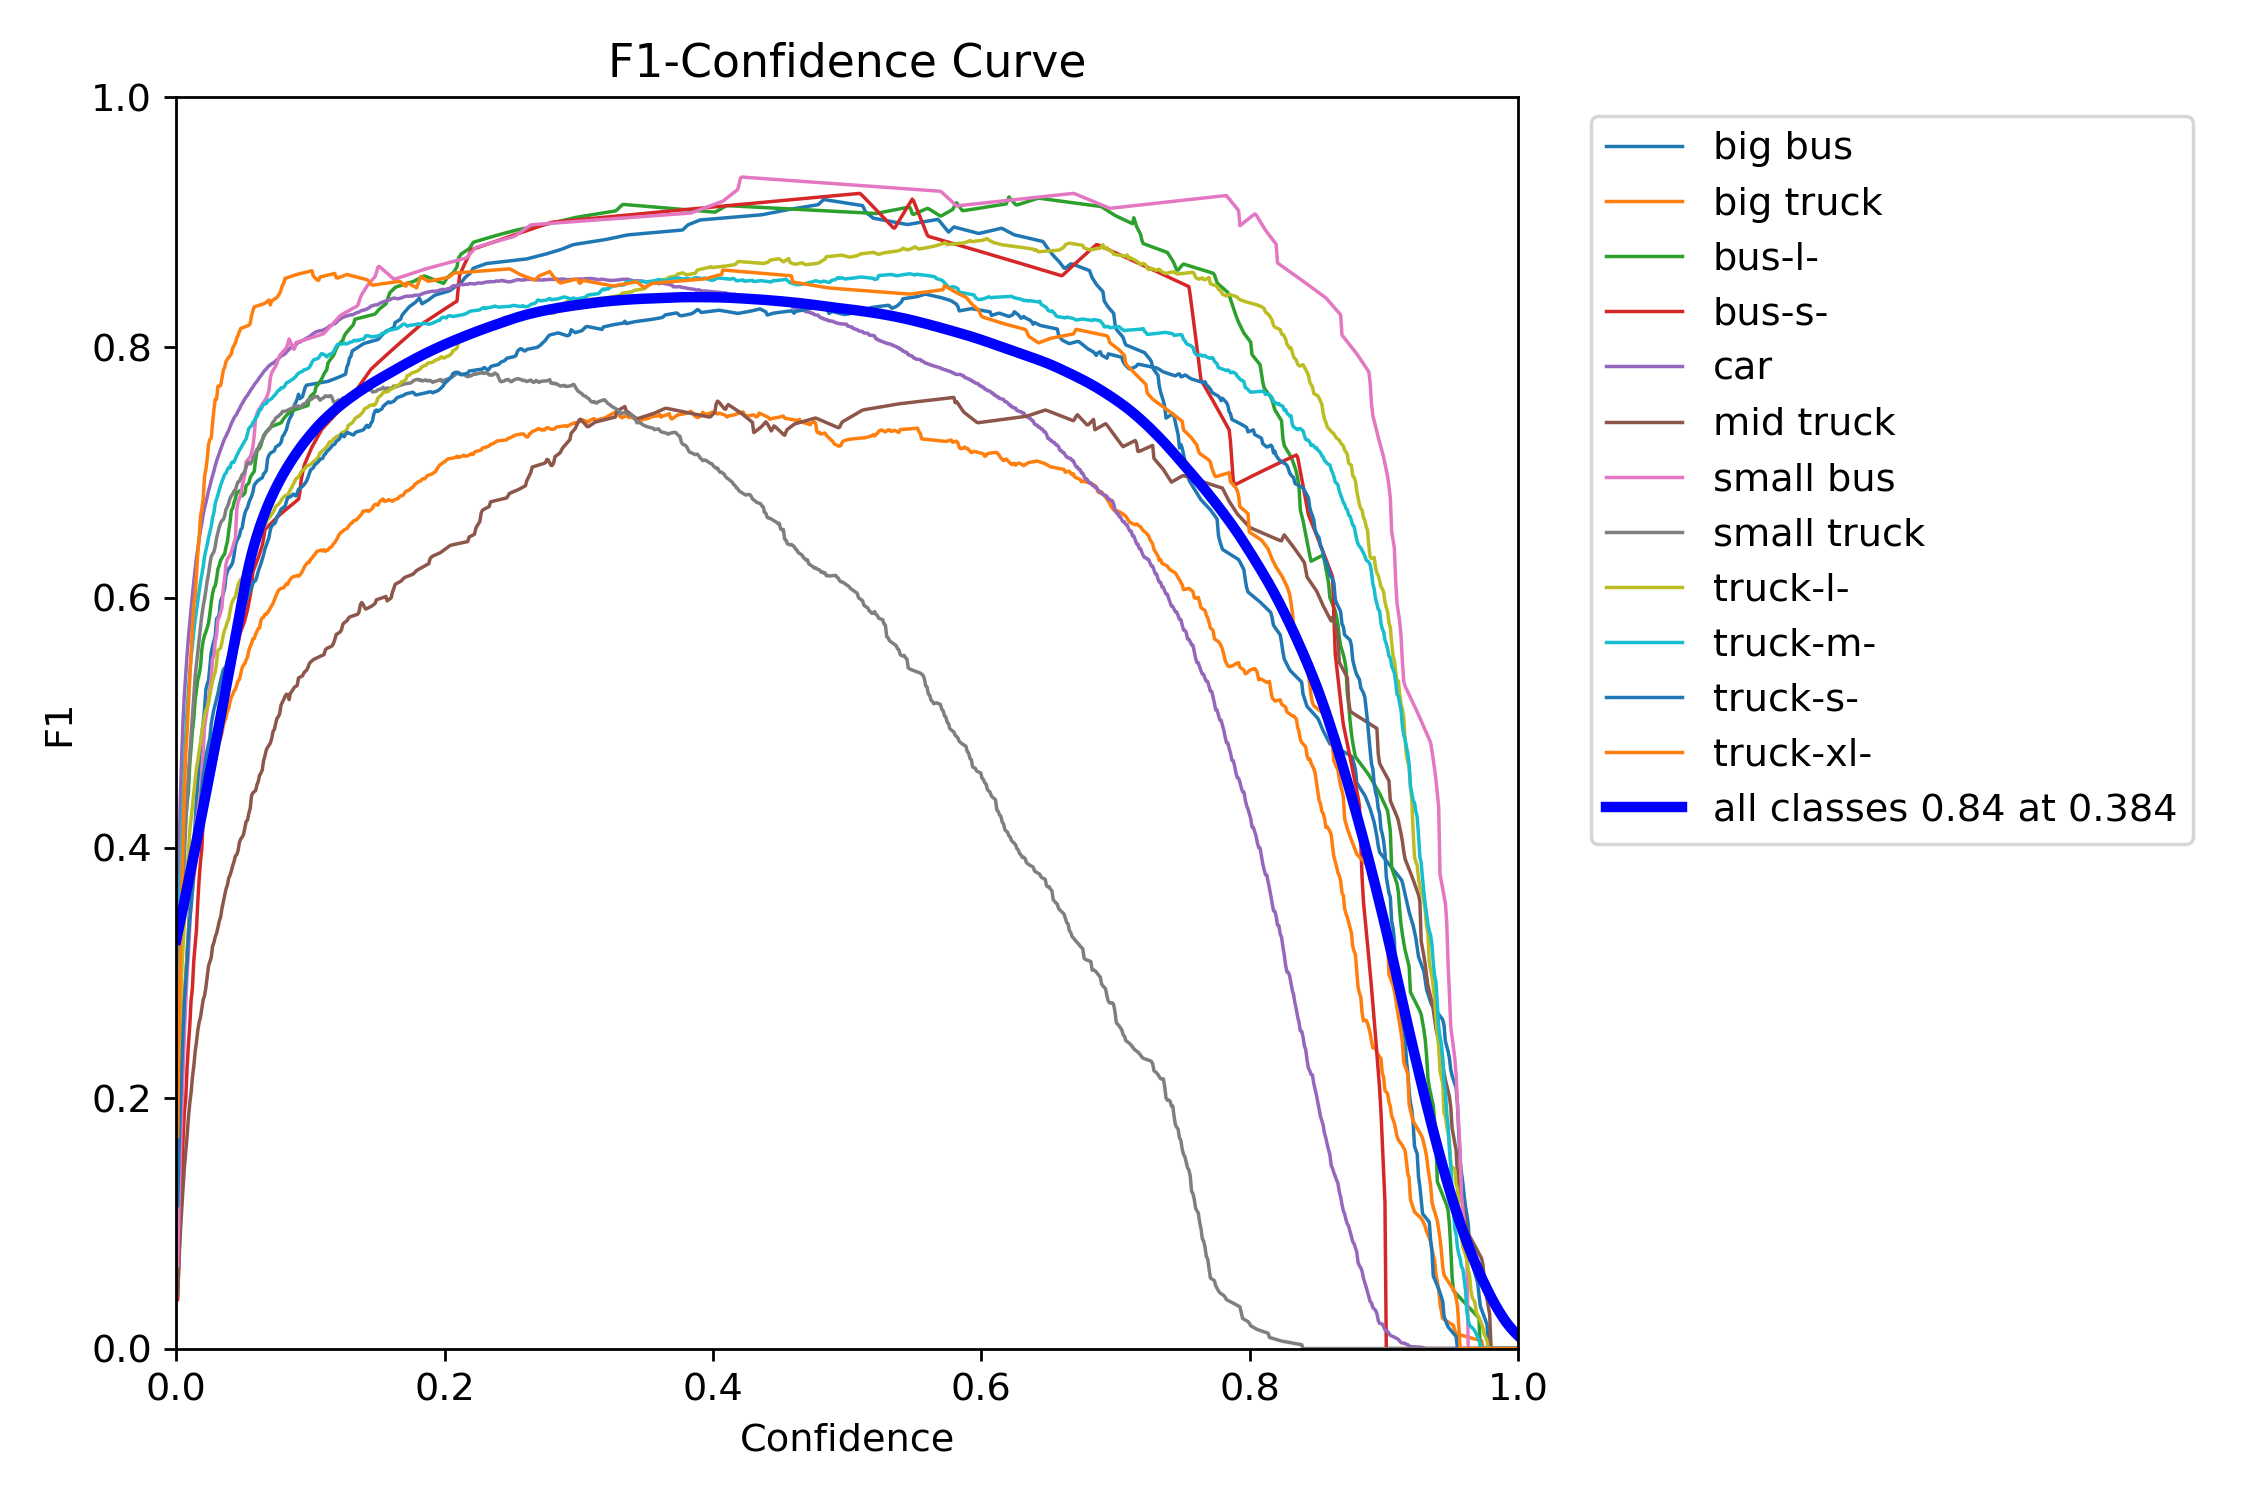 F1-Confidence Curve
1.0
0.8
0.6
0.4
0.2
0.0
F1
0.0 0.2 0.4 0.6 0.8 1.0
Confidence
big bus
big truck
bus-l-
bus-s-
car
mid truck
small bus
small truck
truck-l-
truck-m-
truck-s-
truck-xl-
all classes 0.84 at 0.384